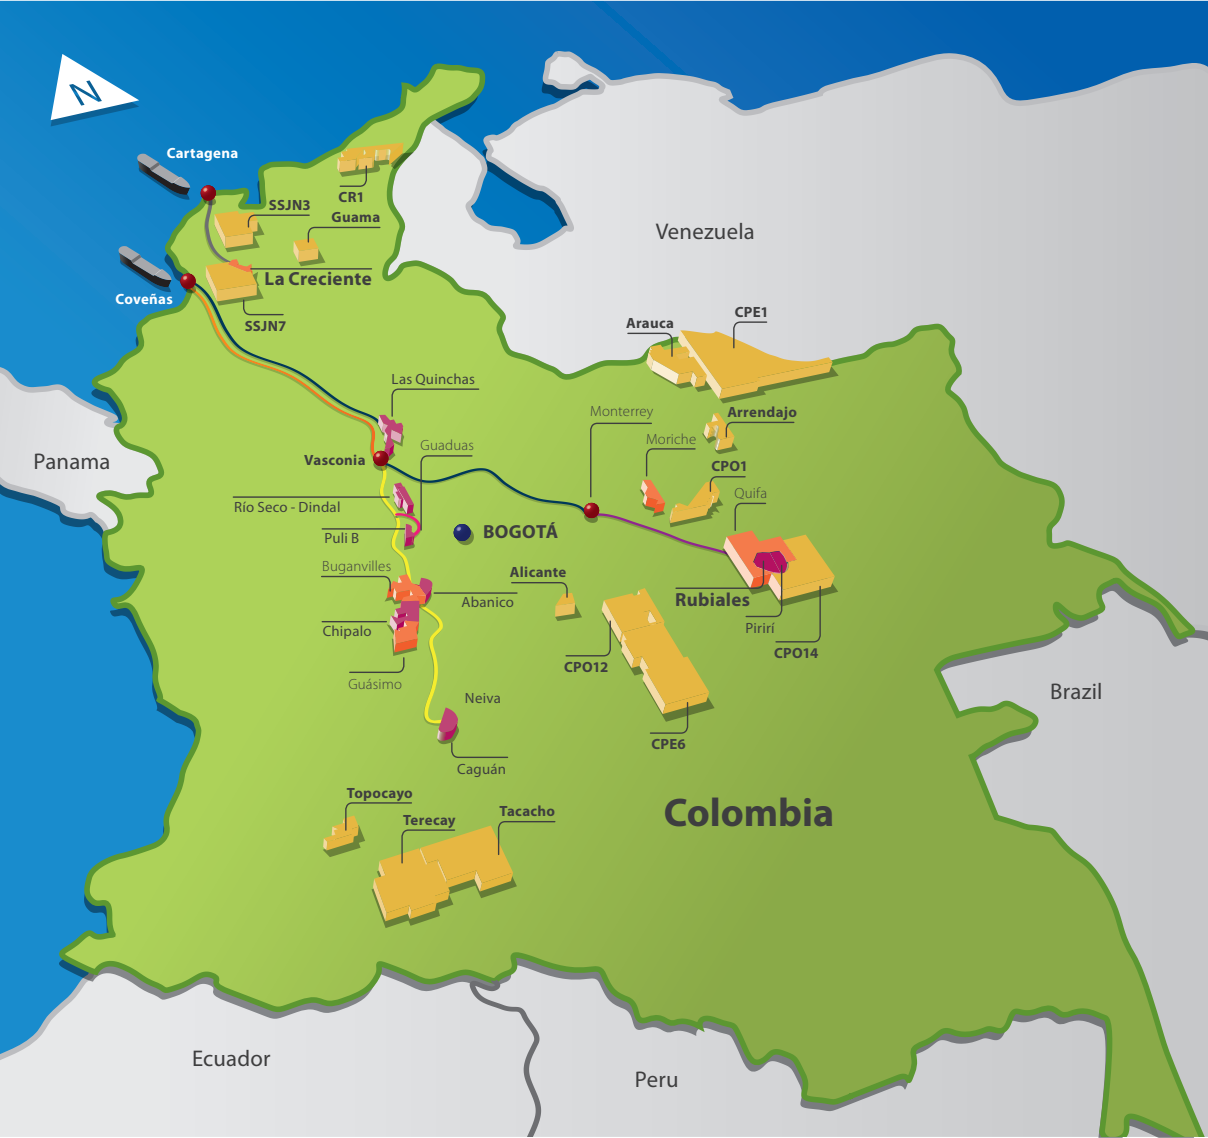 N
Cartagena
CR1
SSJN3
Guama
Venezuela
La Creciente
Coveñas
SSJN7
CPE1
Arauca
Las Quinchas
Monterrey
Arrendajo
Moriche
Guaduas
Panama
Vasconia
CPO1
Quifa
Río Seco - Dindal
BOGOTÁ
Puli B
Buganvilles
Alicante
Abanico
Rubiales
Pirirí
Chipalo
CPO14
CPO12
Guásimo
Brazil
Neiva
CPE6
Caguán
Topocayo
Tacacho
Terecay
Colombia
Ecuador
Peru